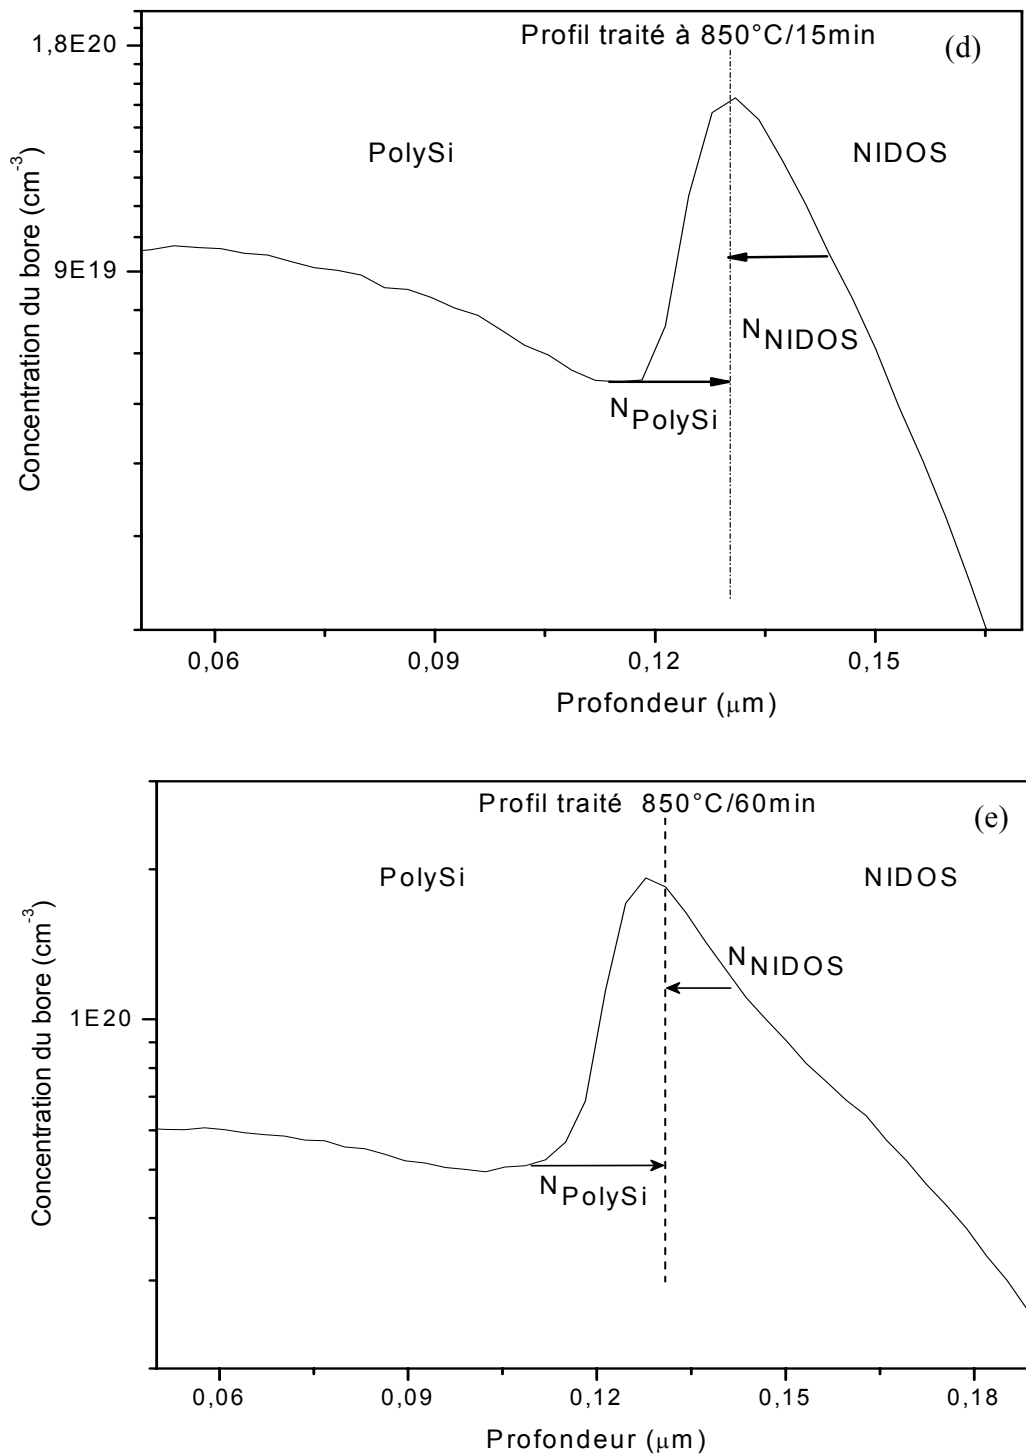 Profil traité à 850°C/15min
(d)
1,8E20
PolySi
NIDOS
9E19
N NIDOS
N PolySi
Concentration du bore (cm-3)
0,06
0,09
0,12
0,15
Profondeur (μm)
Profil traité 850°C/60min
(e)
PolySi
NIDOS
N NIDOS
1E20
N PolySi
Concentration du bore (cm-3)
0,06
0,09
0,12
0,15
0,18
Profondeur (μm)